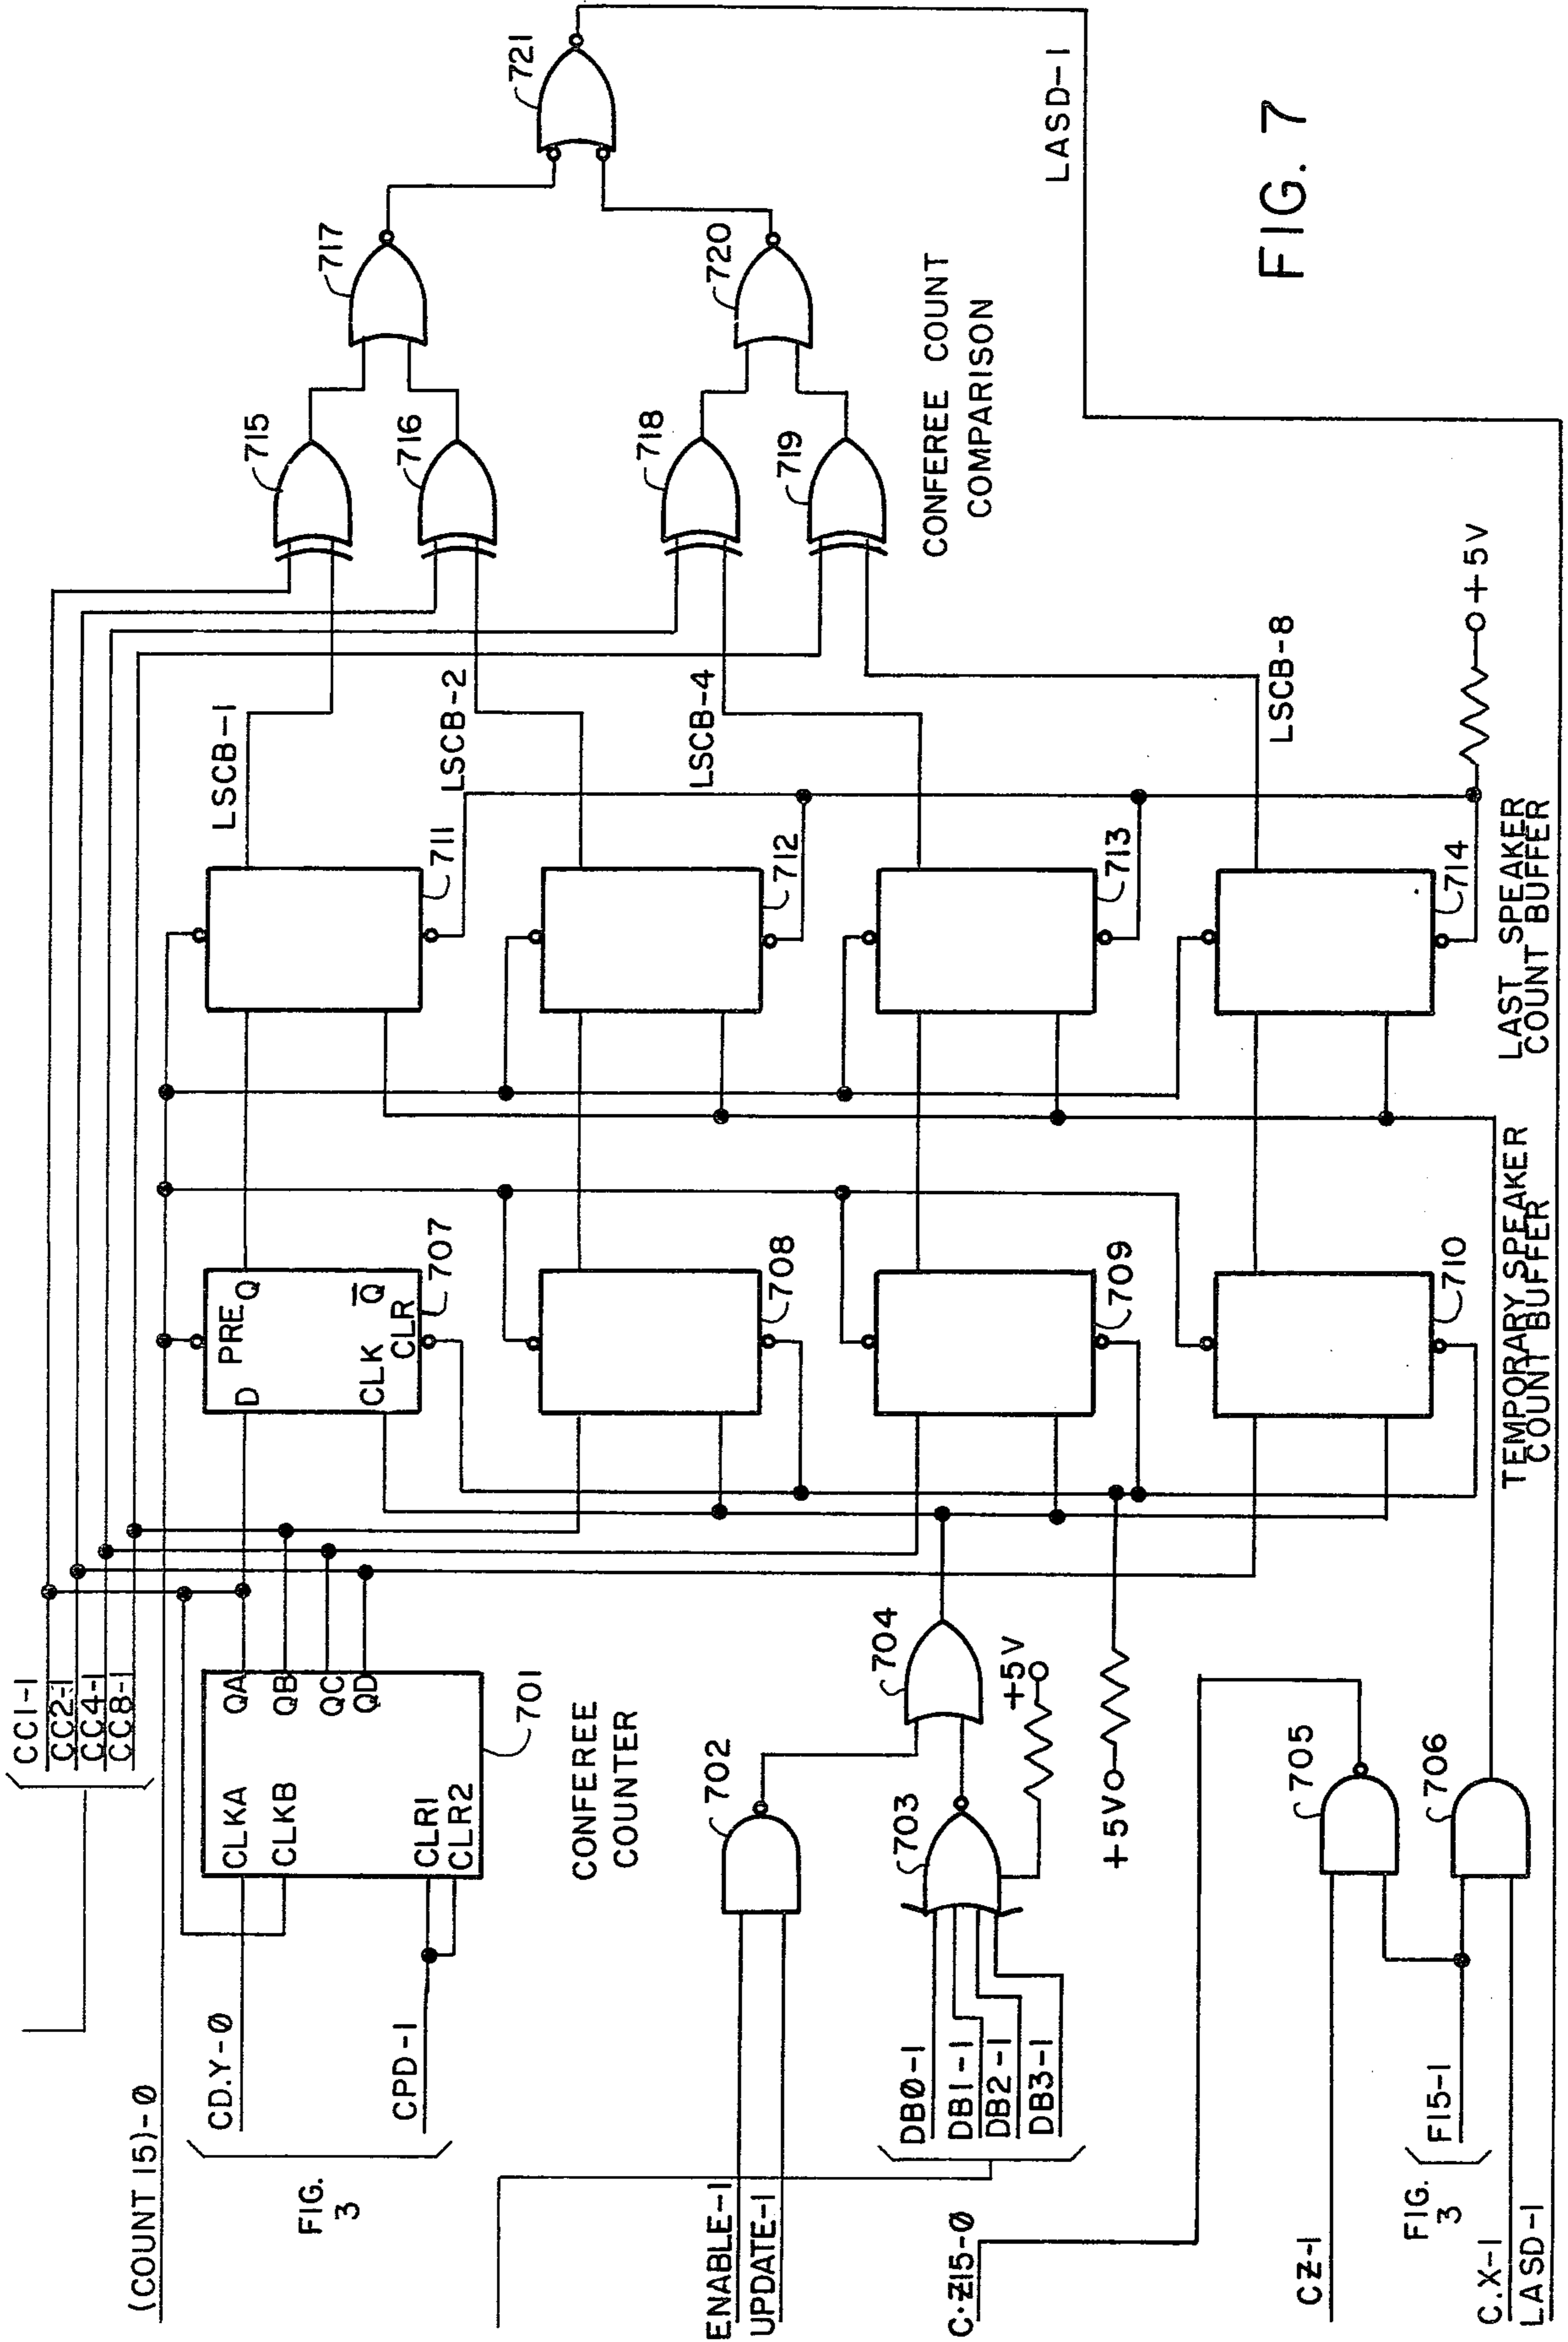 CC1-1
CC2-1
CC4-1
CC8-1
(COUNT 15)-0
CD.Y-0
CPD-1
FIG.
3
CLKA
CLKB
CLR1
CLR2
QA
QB
QC
QD
701
CONFEREE
COUNTER
D
PRE
Q
CLK
Q
CLR
707
708
709
710
TEMPORARY SPEAKER
COUNT BUFFER
LSCB-1
711
LSCB-2
712
LSCB-4
713
LSCB-8
714
LAST SPEAKER
COUNT BUFFER
+5V
715
716
717
718
719
720
721
CONFEREE COUNT
COMPARISON
LASD-1
FIG. 7
ENABLE-1
UPDATE-1
702
703
704
+5V
+5V
DB0-1
DB1-1
DB2-1
DB3-1
C.Z15-0
CZ-1
705
706
FIG.
3
F15-1
C.X-1
LASD-1